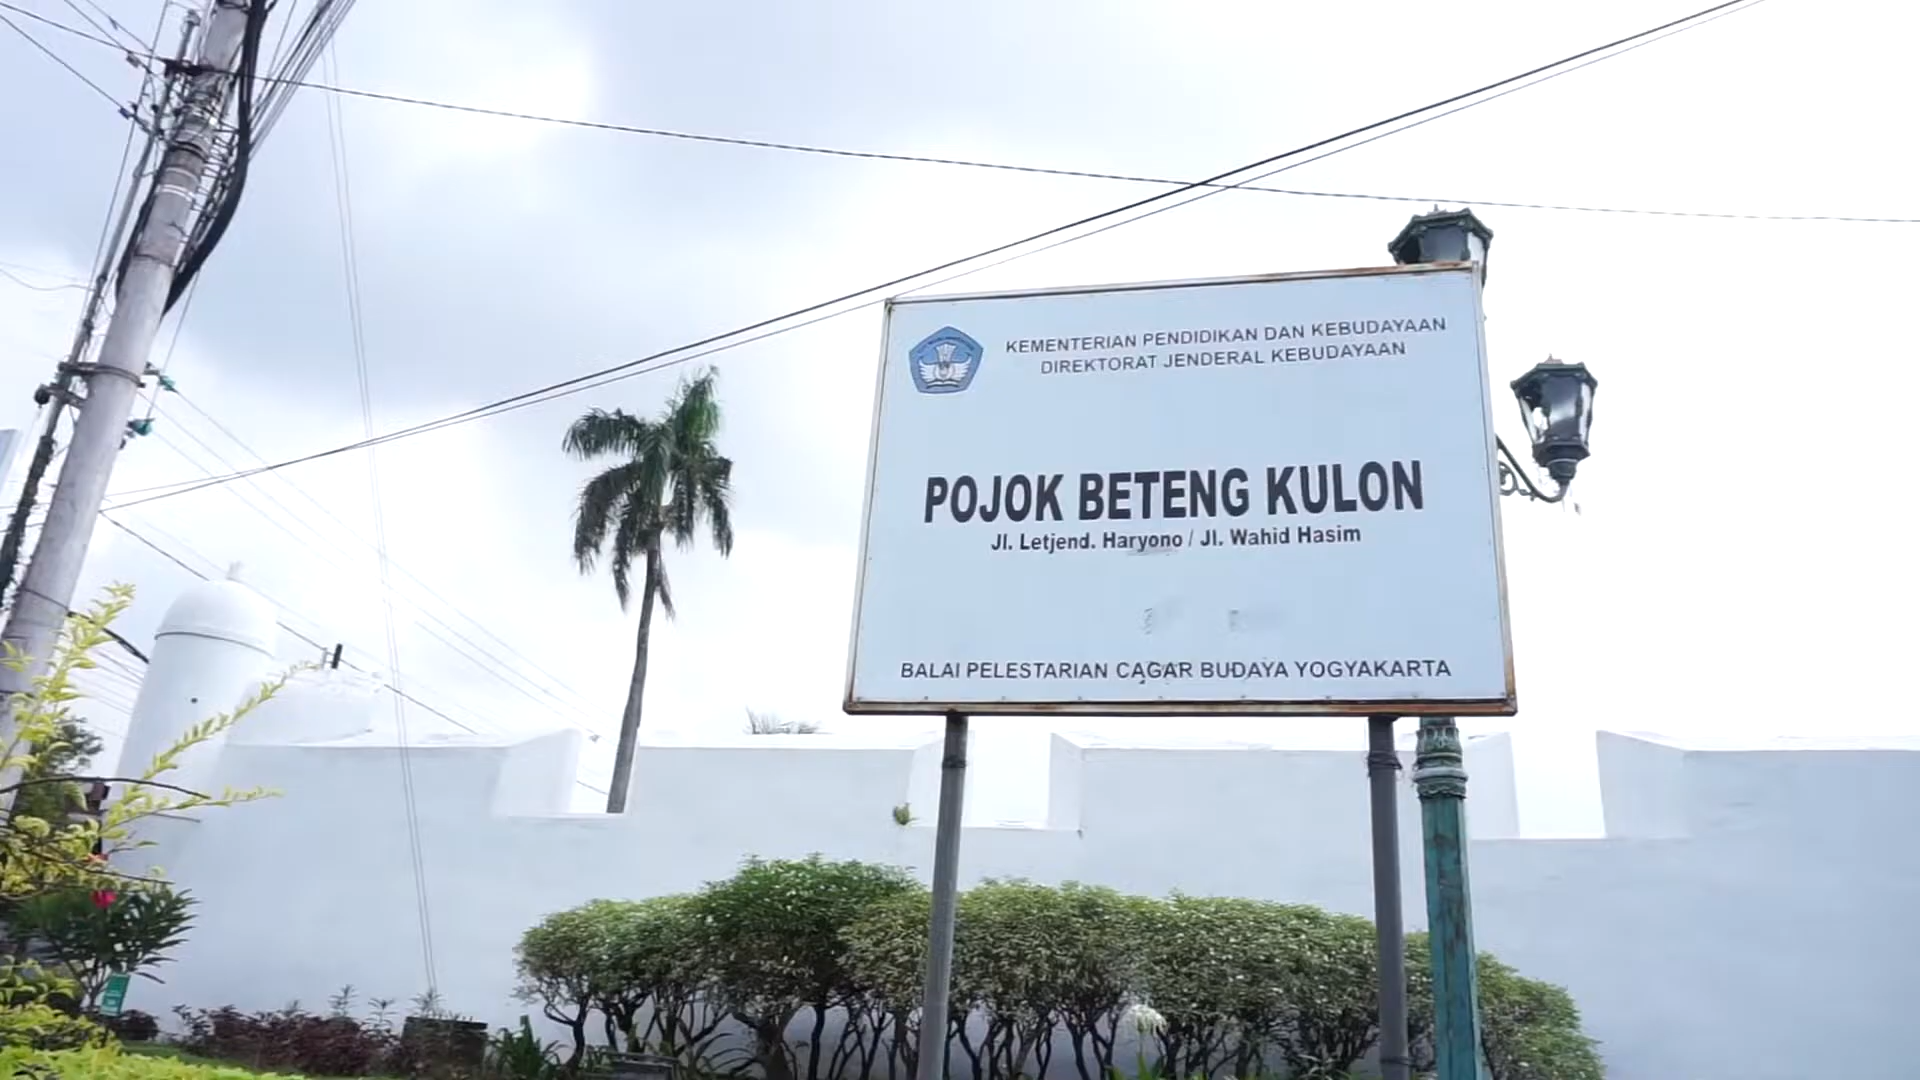 KEMENTERIAN PENDIDIKAN DAN KEBUDAYAAN
DIREKTORAT JENDERAL KEBUDAYAAN
POJOK BETENG KULON
Jl. Letjend. Haryono / Jl. Wahid Hasim
BALAI PELESTARIAN CAGAR BUDAYA YOGYAKARTA